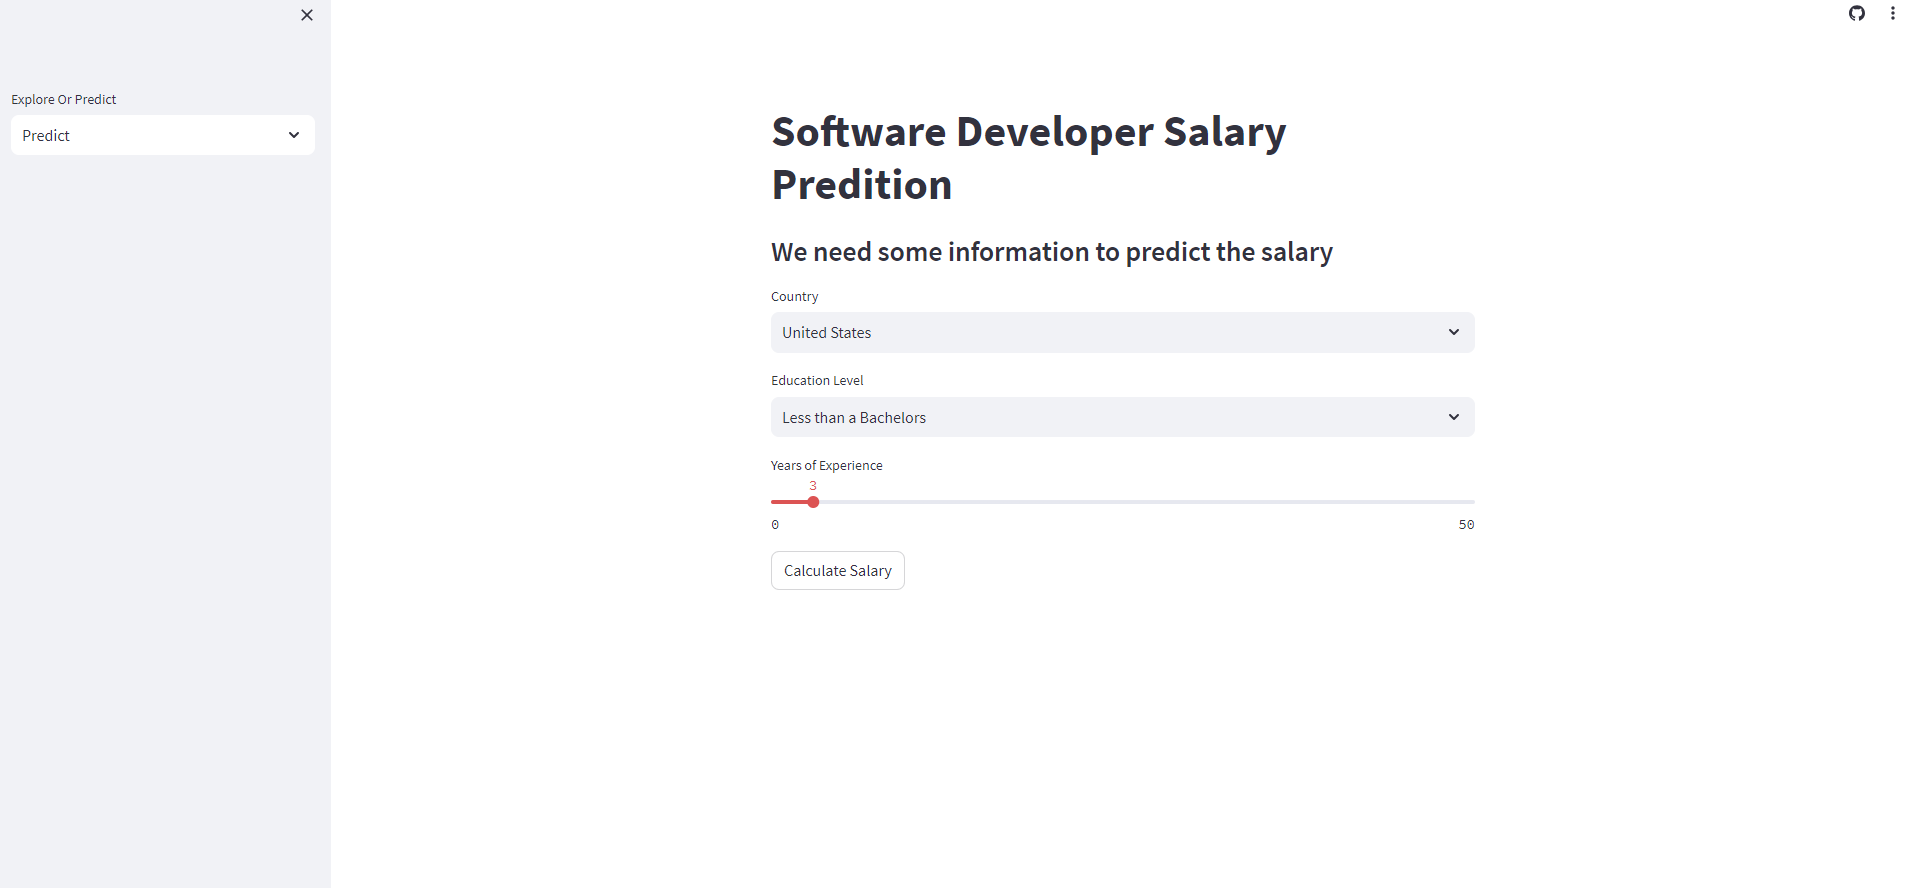 Explore Or Predict
Predict
Software Developer Salary
Predition
We need some information to predict the salary
Country
United States
Education Level
Less than a Bachelors
Years of Experience
3
0 50
Calculate Salary